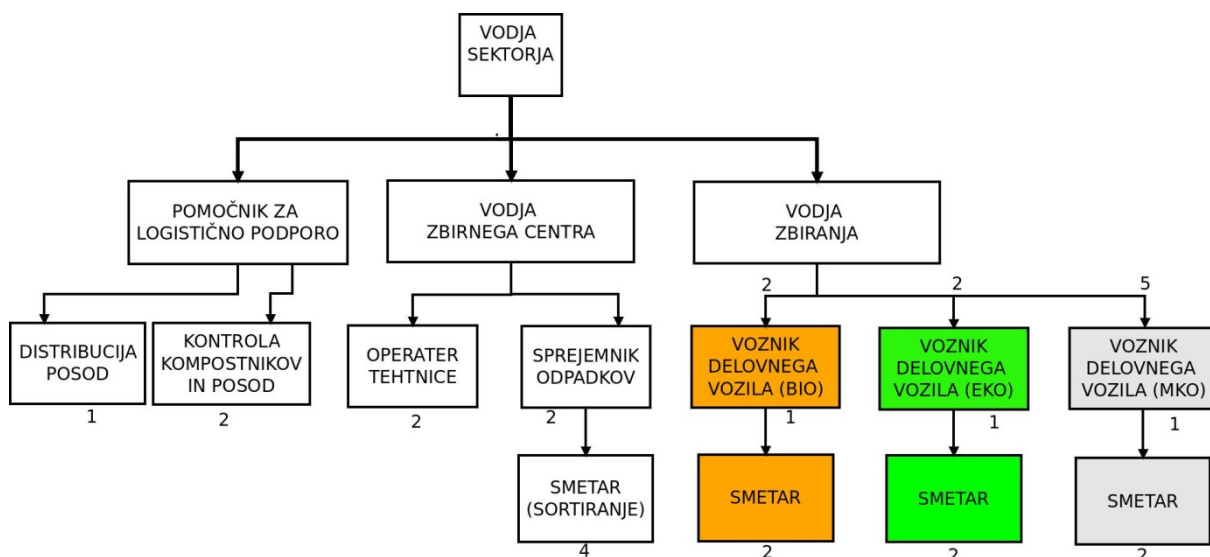 VODJA
SEKTORJA
POMOČNIK ZA
LOGISTIČNO PODPORO
VODJA
ZBIRNEGA CENTRA
VODJA
ZBIRANJA
2
2
5
DISTRIBUCIJA
POSOD
1
KONTROLA
KOMPOSTNIKOV
IN POSOD
2
OPERATER
TEHTNICE
2
SPREJEMNIK
ODPADKOV
2
VOZNIK
DELOVNEGA
VOZILA (BIO)
1
VOZNIK
DELOVNEGA
VOZILA (EKO)
1
VOZNIK
DELOVNEGA
VOZILA (MKO)
1
SMETAR
(SORTIRANJE)
4
SMETAR
2
SMETAR
2
SMETAR
2